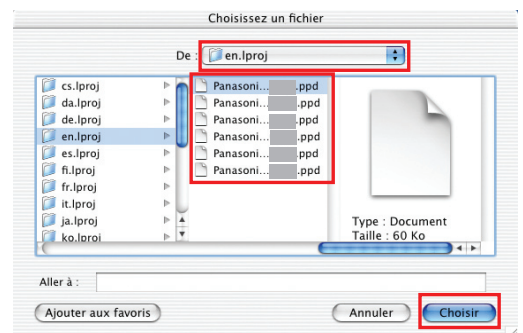 Choisissez un fichier
De : en.lproj
cs.lproj
da.lproj
de.lproj
en.lproj
es.lproj
fi.lproj
fr.lproj
it.lproj
ja.lproj
ko.lproj
Panasoni... .ppd
Panasoni... .ppd
Panasoni... .ppd
Panasoni... .ppd
Panasoni... .ppd
Panasoni... .ppd
Type : Document
Taille : 60 Ko
Aller à :
Ajouter aux favoris
Annuler
Choisir